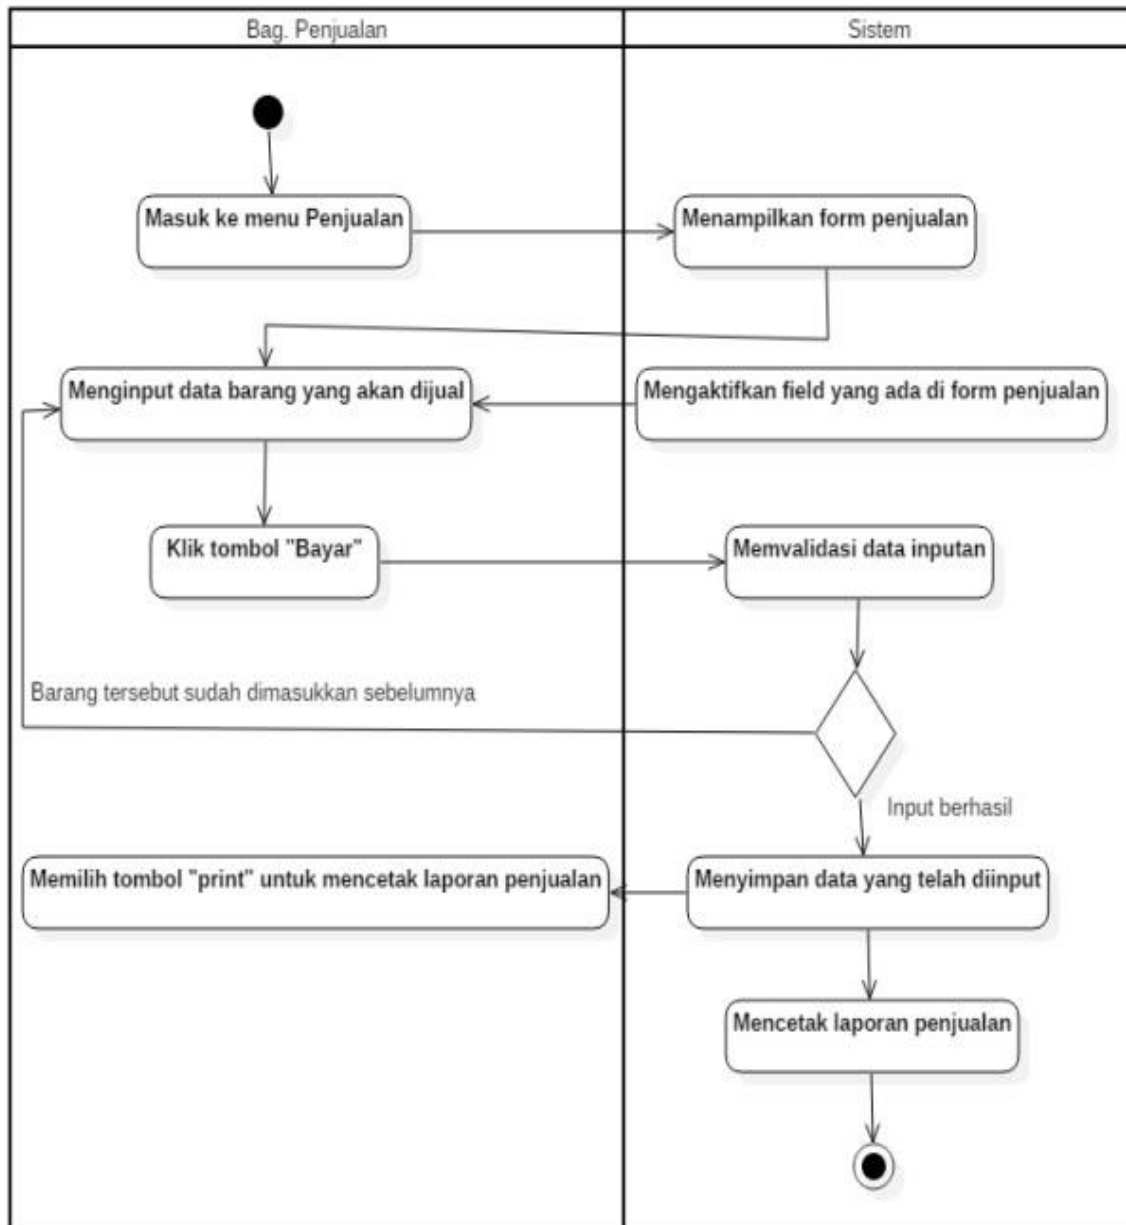 Bag. Penjualan
Sistem
Masuk ke menu Penjualan
Menampilkan form penjualan
Menginput data barang yang akan dijual
Mengaktifkan field yang ada di form penjualan
Klik tombol "Bayar"
Memvalidasi data inputan
Barang tersebut sudah dimasukkan sebelumnya
Input berhasil
Memilih tombol "print" untuk mencetak laporan penjualan
Menyimpan data yang telah diinput
Mencetak laporan penjualan